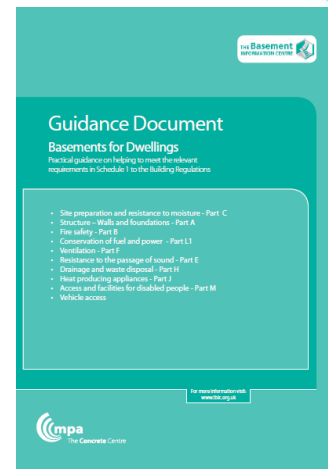 THE Basement
INFORMATION CENTRE
Guidance Document
Basements for Dwellings
Practical guidance on helping to meet the relevant
requirements in Schedule 1 to the Building Regulations
• Site preparation and resistance to moisture - Part C
• Structure – Walls and foundations - Part A
• Fire safety - Part B
• Conservation of fuel and power - Part L1
• Ventilation - Part F
• Resistance to the passage of sound - Part E
• Drainage and waste disposal - Part H
• Heat producing appliances - Part J
• Access and facilities for disabled people - Part M
• Vehicle access
For more information visit:
www.tbic.org.uk
mpa
The Concrete Centre